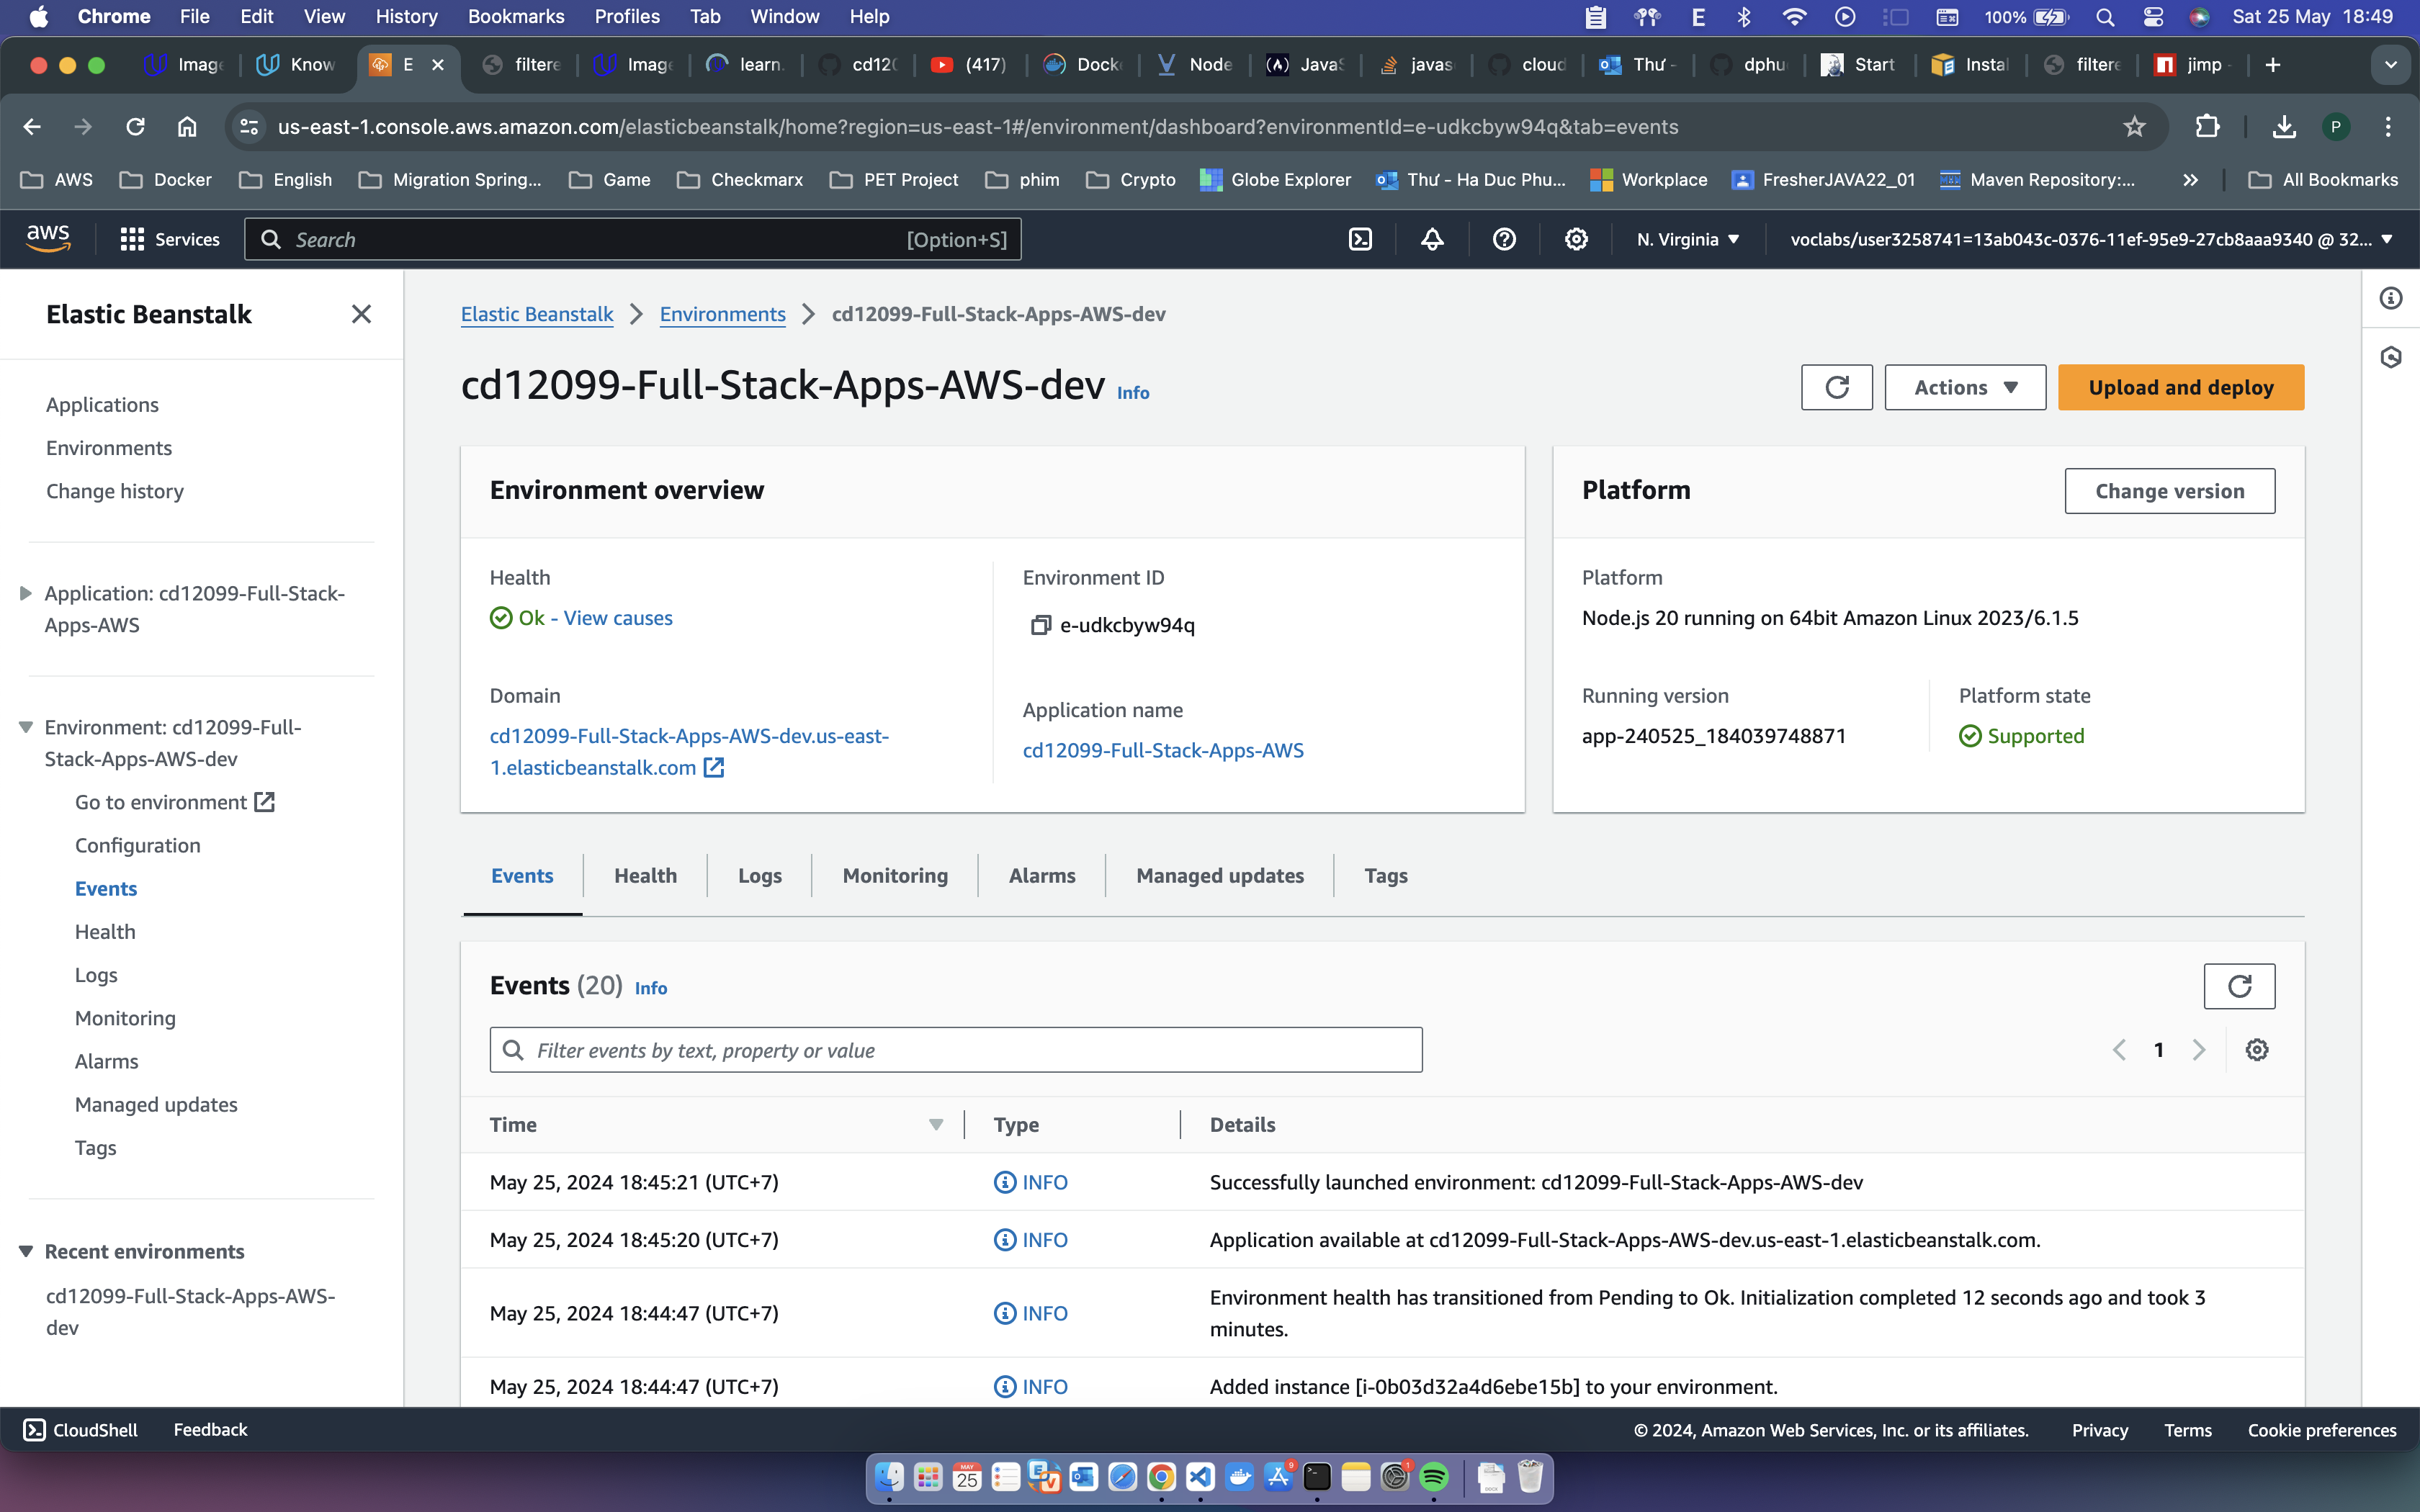 Chrome File Edit View History Bookmarks Profiles Tab Window Help E 100% Sat 25 May 18:49
Image Know E filtere Image learn. cd120 (417) Dock Node Java javas cloud Thư - dphu Start Instal filtere jimp -
us-east-1.console.aws.amazon.com/elasticbeanstalk/home?region=us-east-1#/environment/dashboard?environmentId=e-udkcbyw94q&tab=events P
AWS Docker English Migration Spring... Game Checkmarx PET Project phim Crypto Globe Explorer Thư - Ha Duc Phu... Workplace FresherJAVA22_01 Maven Repository:... All Bookmarks
aws Services Search [Option+S] N. Virginia voclabs/user3258741=13ab043c-0376-11ef-95e9-27cb8aaa9340 @ 32...
Elastic Beanstalk
Applications
Environments
Change history
Application: cd12099-Full-Stack-
Apps-AWS
Environment: cd12099-Full-
Stack-Apps-AWS-dev
Go to environment
Configuration
Events
Health
Logs
Monitoring
Alarms
Managed updates
Tags
Recent environments
cd12099-Full-Stack-Apps-AWS-
dev
Elastic Beanstalk Environments cd12099-Full-Stack-Apps-AWS-dev
cd12099-Full-Stack-Apps-AWS-dev Info
Actions Upload and deploy
Environment overview
Health
Ok - View causes
Environment ID
e-udkcbyw94q
Domain
cd12099-Full-Stack-Apps-AWS-dev.us-east-
1.elasticbeanstalk.com
Application name
cd12099-Full-Stack-Apps-AWS
Platform Change version
Platform
Node.js 20 running on 64bit Amazon Linux 2023/6.1.5
Running version
app-240525_184039748871
Platform state
Supported
Events Health Logs Monitoring Alarms Managed updates Tags
Events (20) Info
Filter events by text, property or value
1
Time Type Details
May 25, 2024 18:45:21 (UTC+7) INFO Successfully launched environment: cd12099-Full-Stack-Apps-AWS-dev
May 25, 2024 18:45:20 (UTC+7) INFO Application available at cd12099-Full-Stack-Apps-AWS-dev.us-east-1.elasticbeanstalk.com.
May 25, 2024 18:44:47 (UTC+7) INFO Environment health has transitioned from Pending to Ok. Initialization completed 12 seconds ago and took 3
minutes.
May 25, 2024 18:44:47 (UTC+7) INFO Added instance [i-0b03d32a4d6ebe15b] to your environment.
CloudShell Feedback © 2024, Amazon Web Services, Inc. or its affiliates. Privacy Terms Cookie preferences
MAY
25 9 1